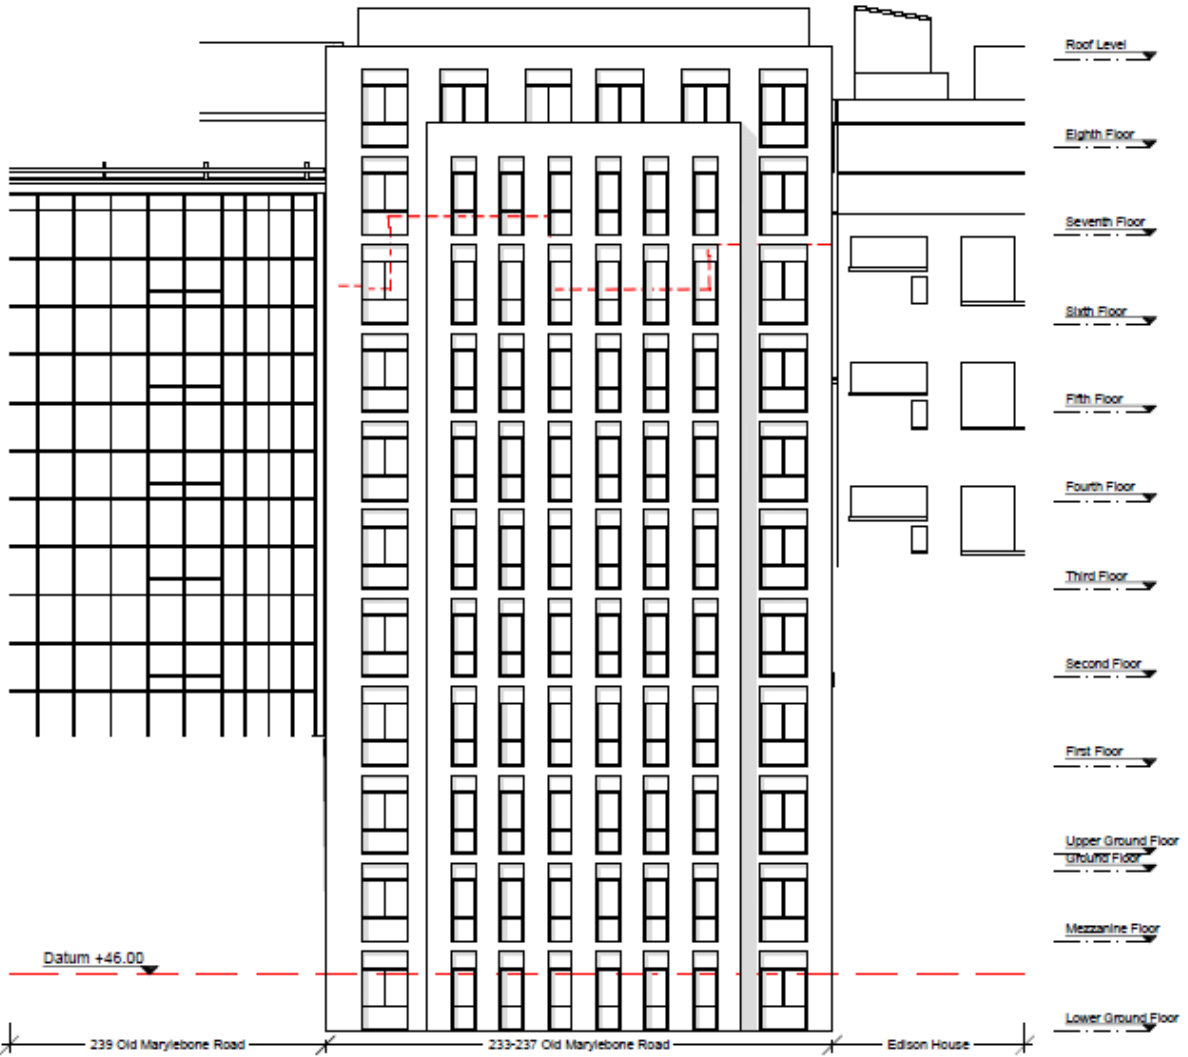 Roof Level
Eighth Floor
Seventh Floor
Sixth Floor
Fifth Floor
Fourth Floor
Third Floor
Second Floor
First Floor
Upper Ground Floor
Ground Floor
Mezzanine Floor
Datum +46.00
Lower Ground Floor
239 Old Marylebone Road
233-237 Old Marylebone Road
Edison House